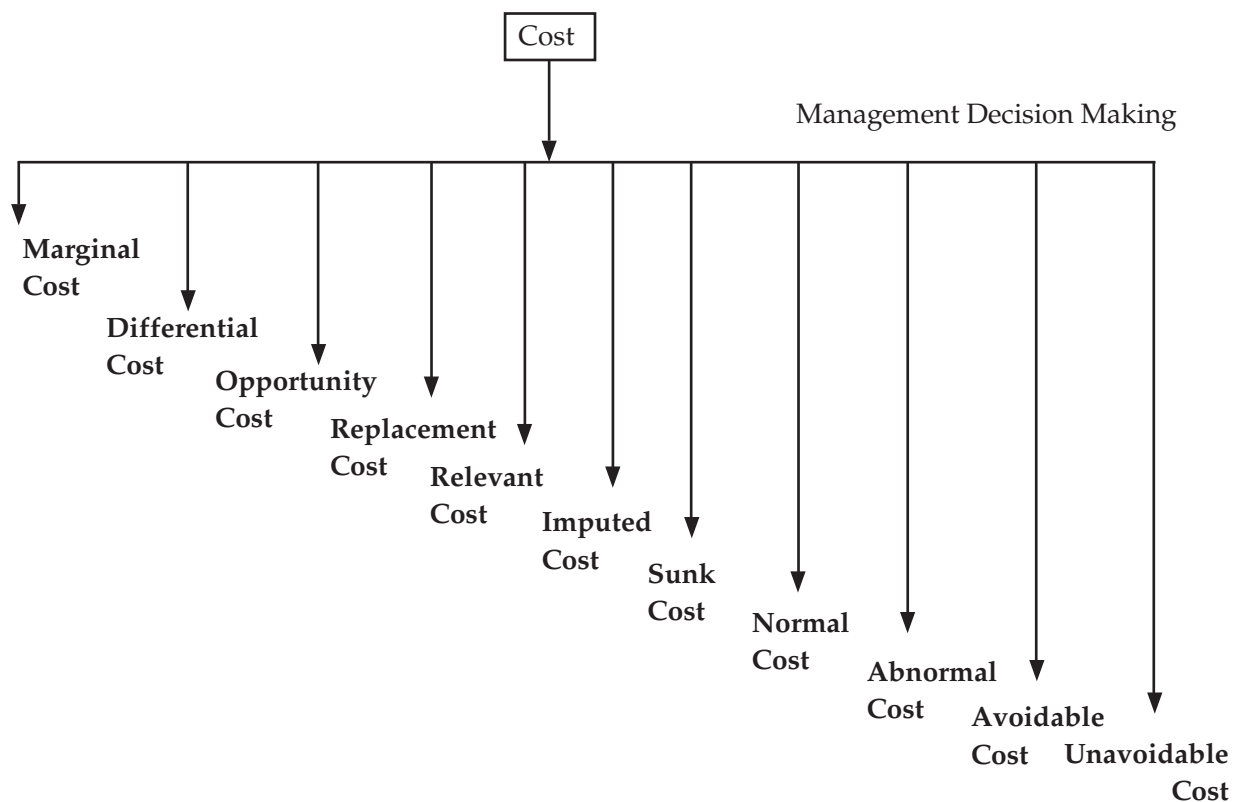 Cost
Management Decision Making
Marginal
Cost
Differential
Cost
Opportunity
Cost
Replacement
Cost
Relevant
Cost
Imputed
Cost
Sunk
Cost
Normal
Cost
Abnormal
Cost
Avoidable
Cost
Unavoidable
Cost